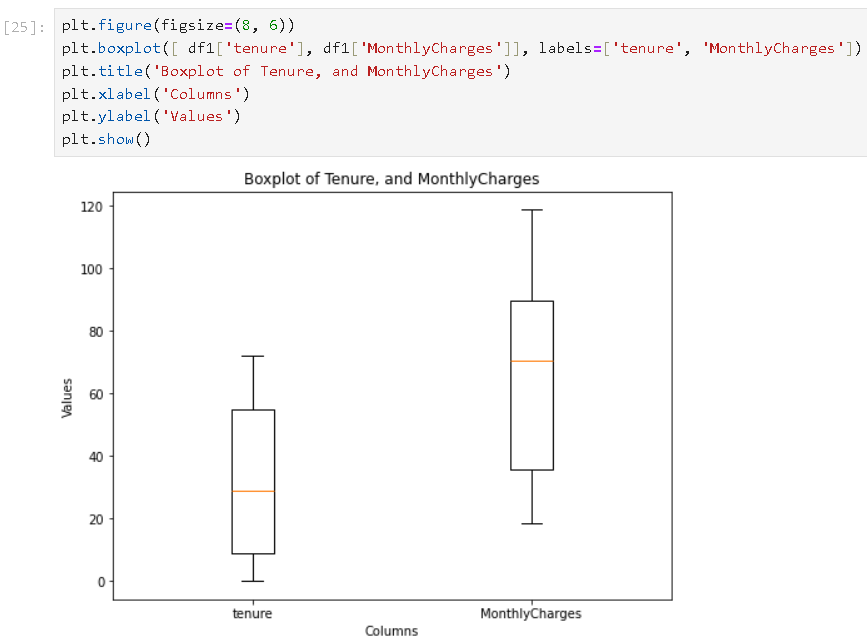 [25]: plt.figure(figsize=(8, 6))
plt.boxplot([ df1['tenure'], df1['MonthlyCharges']], labels=['tenure', 'MonthlyCharges'])
plt.title('Boxplot of Tenure, and MonthlyCharges')
plt.xlabel('Columns')
plt.ylabel('Values')
plt.show()
Boxplot of Tenure, and MonthlyCharges
120
100
80
60
40
20
0
Values
tenure MonthlyCharges
Columns